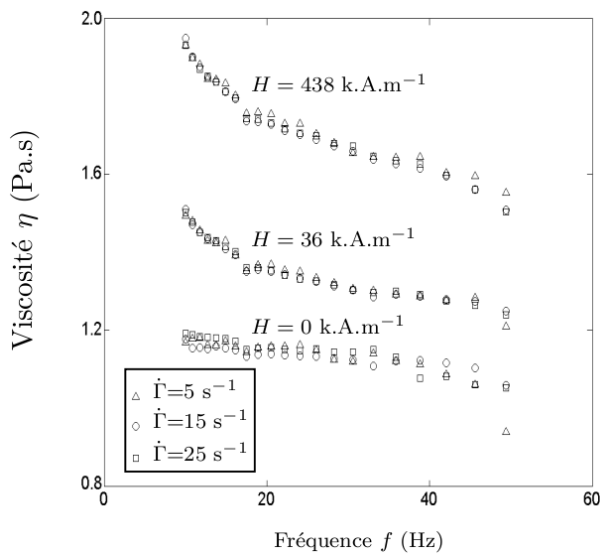 2.0
H = 438 k.A.m⁻¹
1.6
H = 36 k.A.m⁻¹
1.2
H = 0 k.A.m⁻¹
Γ̇=5 s⁻¹
Γ̇=15 s⁻¹
Γ̇=25 s⁻¹
0.8
0 20 40 60
Fréquence f (Hz)
Viscosité η (Pa.s)